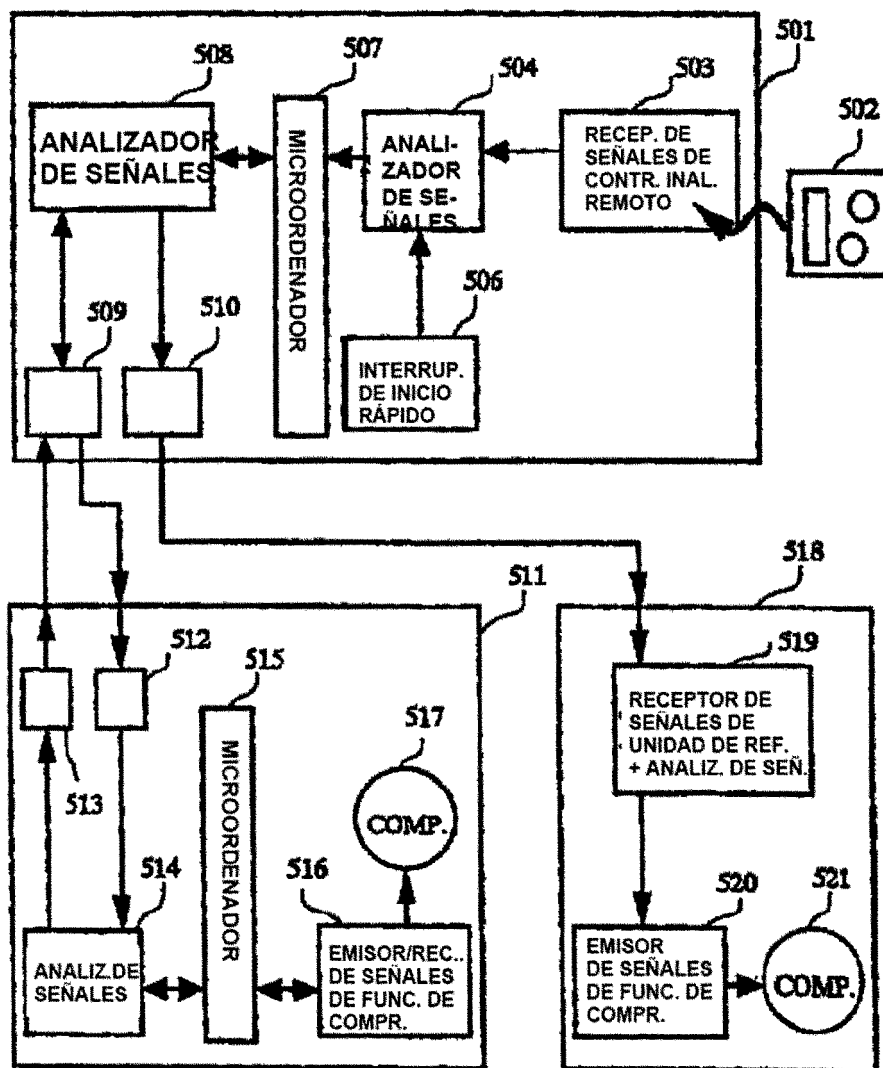 508
507
504
503
501
502
ANALIZADOR
DE SEÑALES
MICROORDENADOR
ANALI-
ZADOR
DE SE-
ÑALES
RECEP. DE
SEÑALES DE
CONTR. INAL.
REMOTO
509
510
506
INTERRUP.
DE INICIO
RÁPIDO
511
518
512
515
519
513
MICROORDENADOR
517
COMP.
RECEPTOR DE
SEÑALES DE
UNIDAD DE REF.
+ ANALIZ. DE SEÑ.
514
516
520
521
ANALIZ.DE
SEÑALES
EMISOR/REC..
DE SEÑALES
DE FUNC. DE
COMPR.
EMISOR
DE SEÑALES
DE FUNC. DE
COMPR.
COMP.